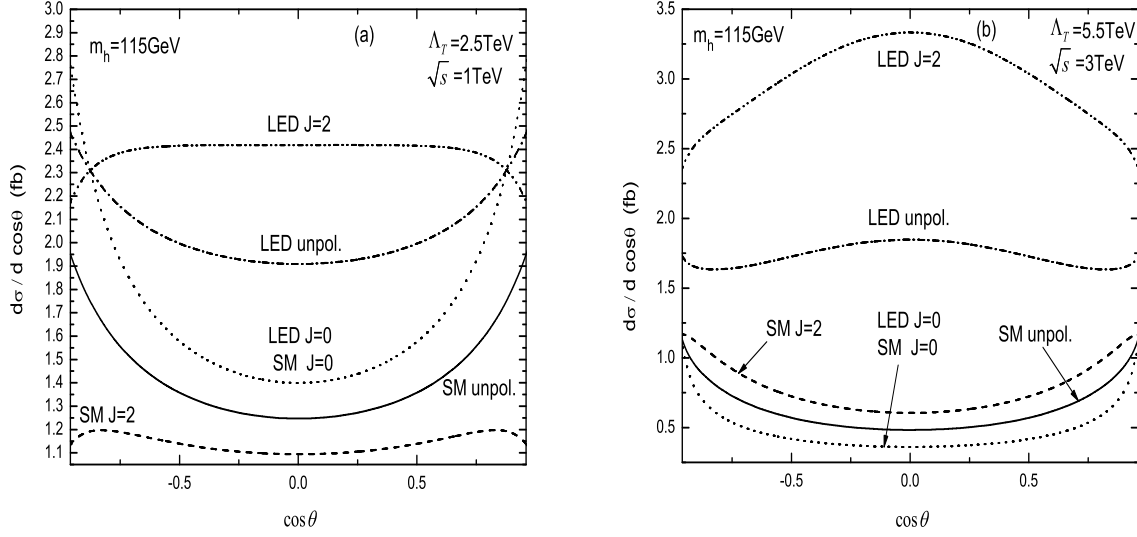 3.0
2.9
2.8
2.7
2.6
2.5
2.4
2.3
2.2
2.1
2.0
1.9
1.8
1.7
1.6
1.5
1.4
1.3
1.2
1.1
dσ / d cosθ (fb)
m_h=115GeV
(a)
Λ_T=2.5TeV
√s =1TeV
LED J=2
LED unpol.
LED J=0
SM J=0
SM unpol.
SM J=2
-0.5
0.0
0.5
cosθ
3.5
3.0
2.5
2.0
1.5
1.0
0.5
dσ / d cosθ (fb)
m_h=115GeV
(b)
Λ_T=5.5TeV
√s =3TeV
LED J=2
LED unpol.
SM J=2
LED J=0
SM J=0
SM unpol.
-0.5
0.0
0.5
cosθ